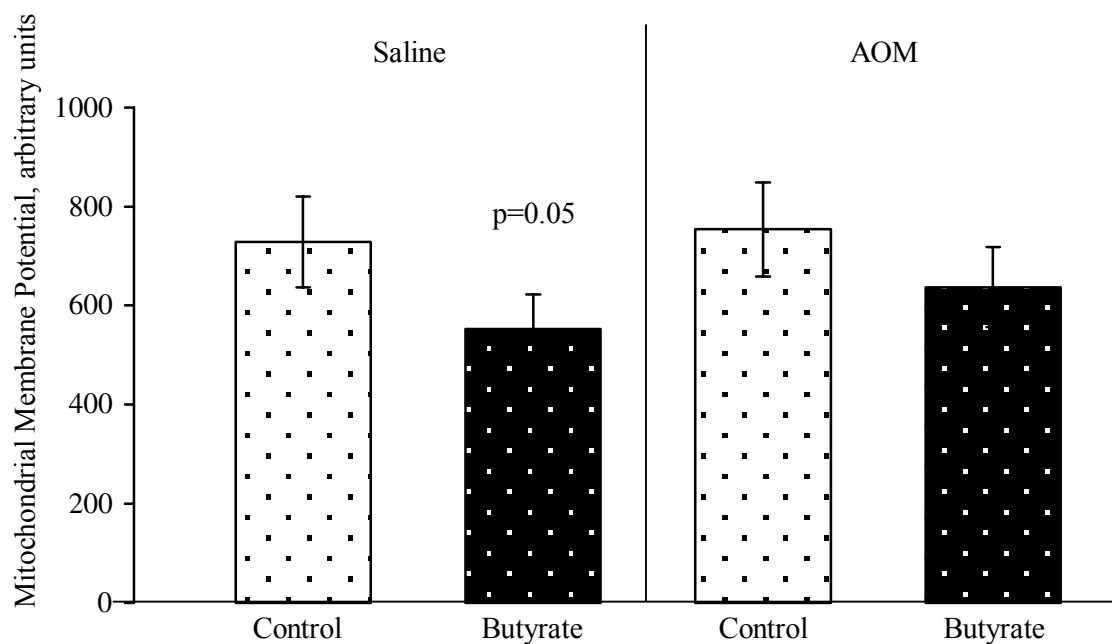 Mitochondrial Membrane Potential, arbitrary units
Saline
AOM
1000
800
600
400
200
0
p=0.05
Control
Butyrate
Control
Butyrate